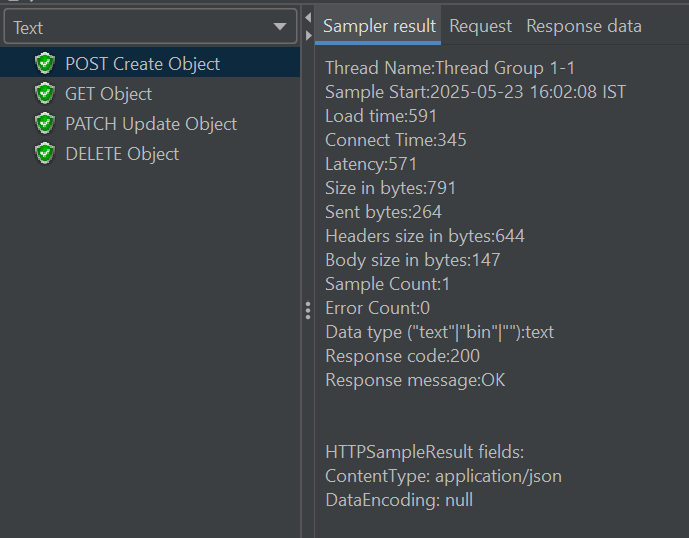 Text
POST Create Object
GET Object
PATCH Update Object
DELETE Object
Sampler result Request Response data
Thread Name:Thread Group 1-1
Sample Start:2025-05-23 16:02:08 IST
Load time:591
Connect Time:345
Latency:571
Size in bytes:791
Sent bytes:264
Headers size in bytes:644
Body size in bytes:147
Sample Count:1
Error Count:0
Data type ("text"|"bin"|""):text
Response code:200
Response message:OK
HTTPSampleResult fields:
ContentType: application/json
DataEncoding: null